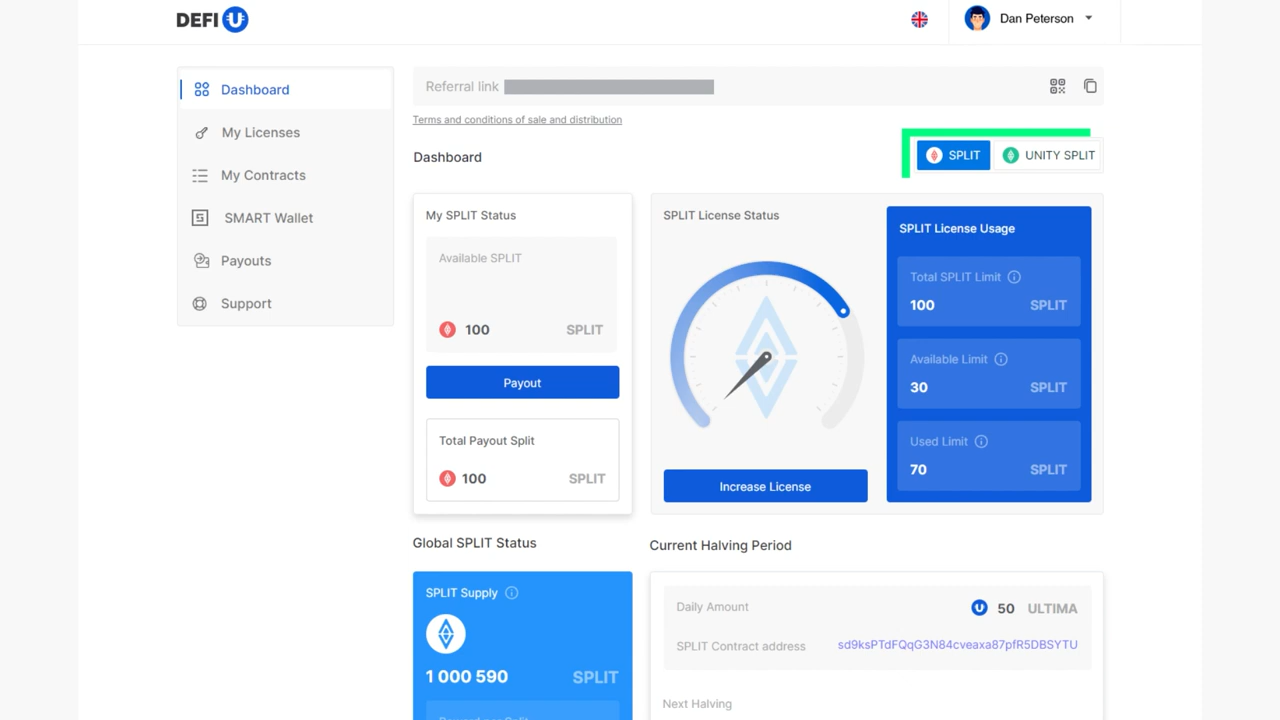 DEFI U
Dan Peterson
Dashboard
My Licenses
My Contracts
SMART Wallet
Payouts
Support
Referral link
Terms and conditions of sale and distribution
Dashboard
SPLIT
UNITY SPLIT
My SPLIT Status
Available SPLIT
100 SPLIT
Payout
Total Payout Split
100 SPLIT
SPLIT License Status
Increase License
SPLIT License Usage
Total SPLIT Limit
100 SPLIT
Available Limit
30 SPLIT
Used Limit
70 SPLIT
Global SPLIT Status
SPLIT Supply
1 000 590 SPLIT
Current Halving Period
Daily Amount 50 ULTIMA
SPLIT Contract address sd9ksPTdFQqG3N84cveaxa87pfR5DBSYTU
Next Halving